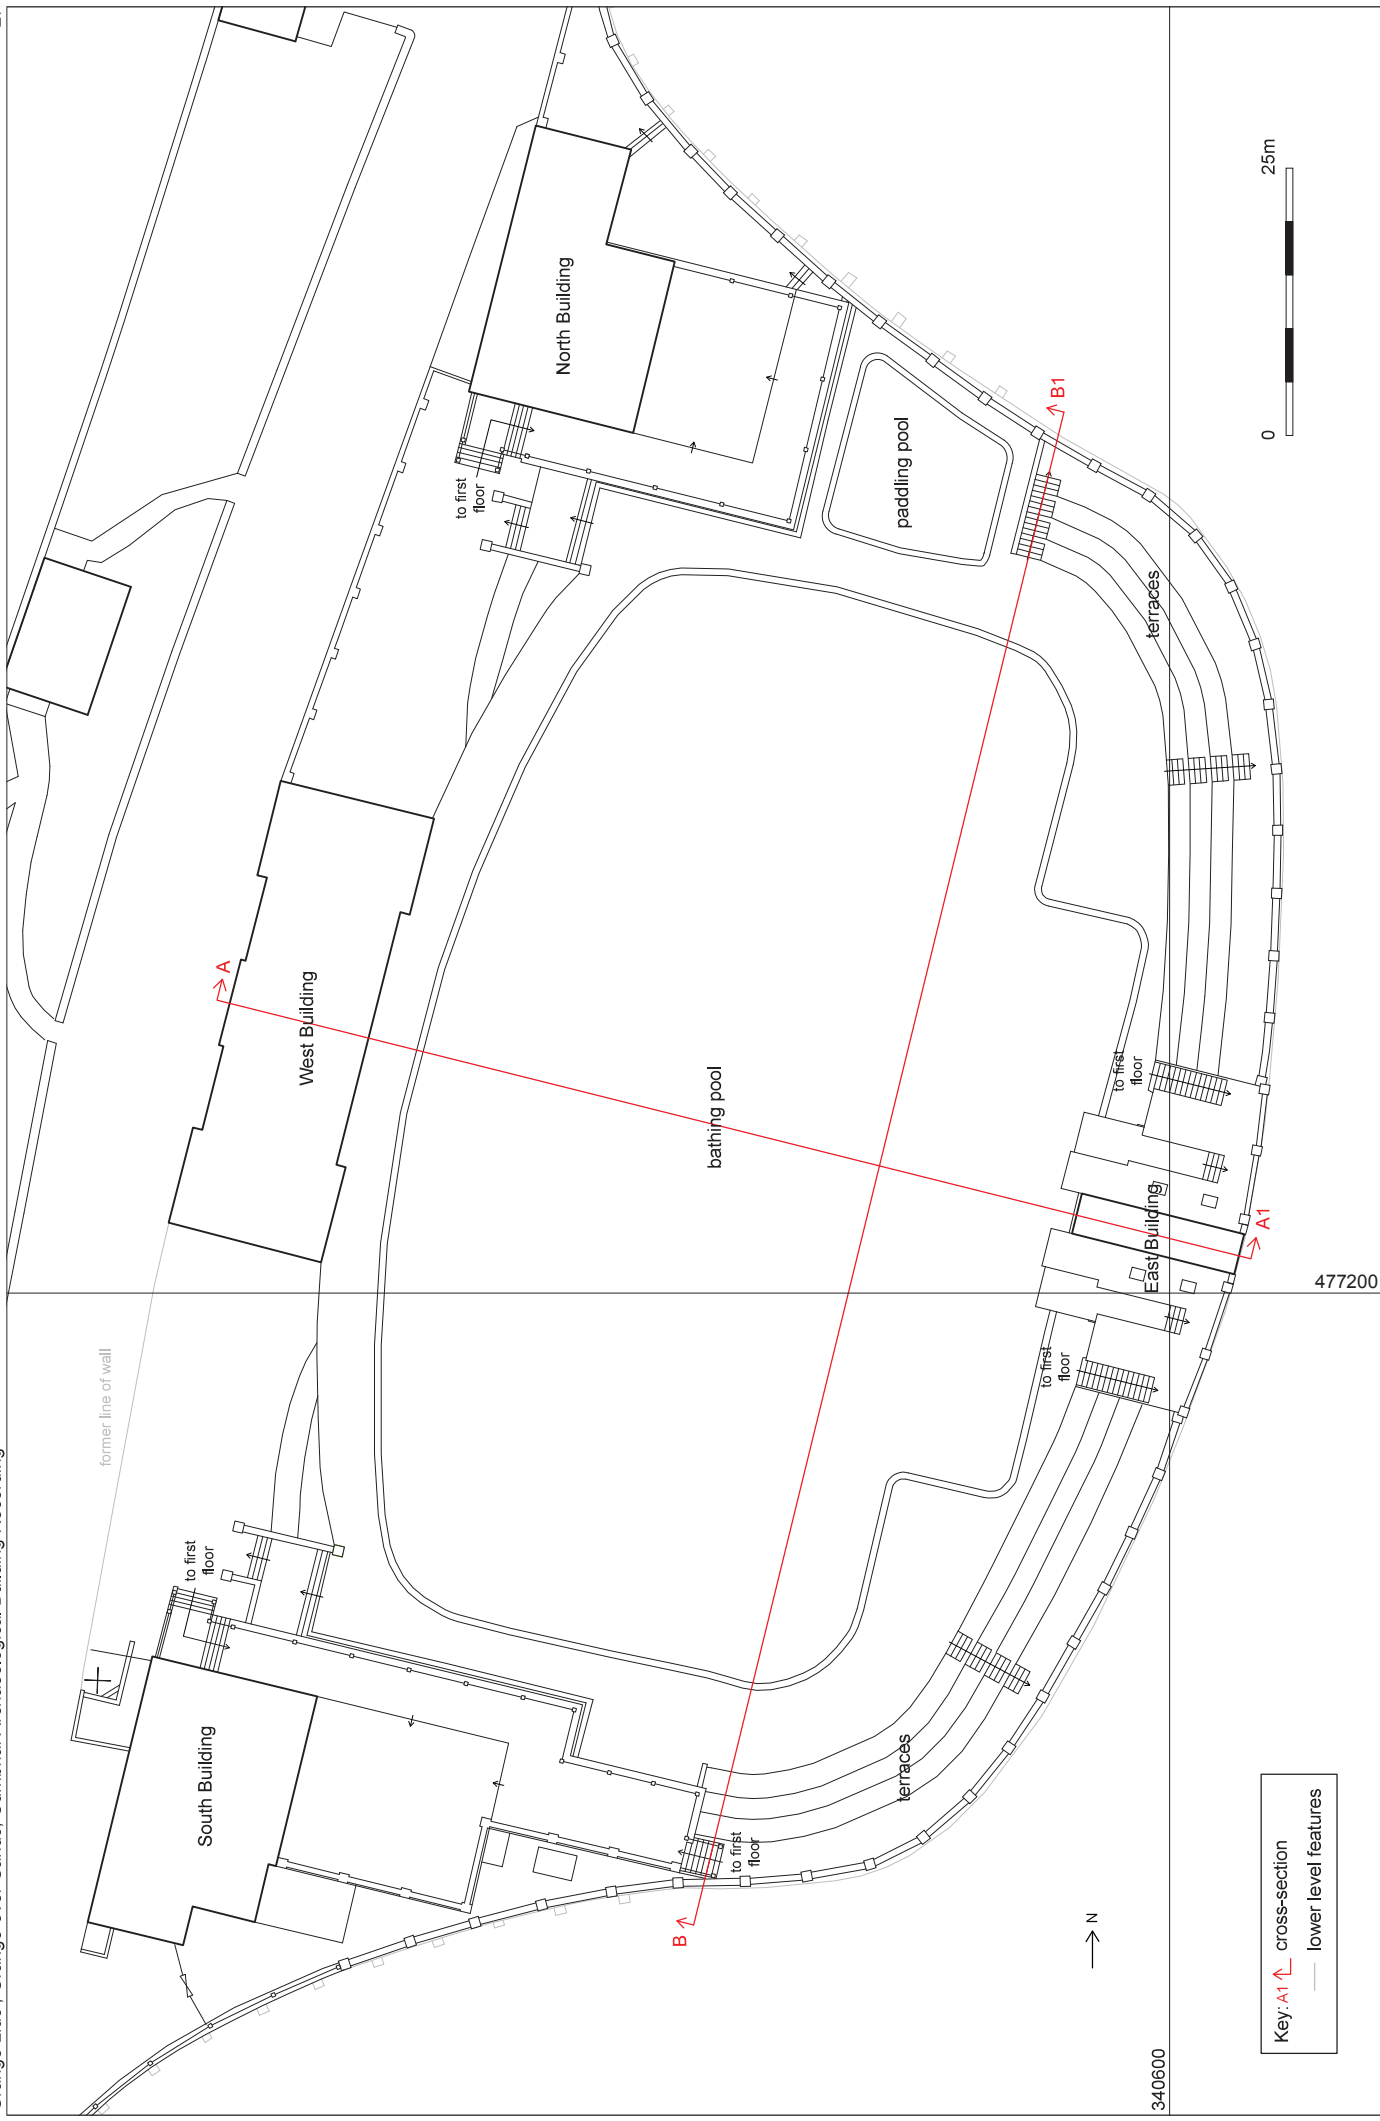 former line of wall
to first
floor
South Building
West Building
North Building
to first
floor
bathing pool
paddling pool
terraces
terraces
to first
floor
to first
floor
to first
floor
East Building
A
A1
B
B1
N
0
25m
477200
340600
Key: A1 cross-section
lower level features